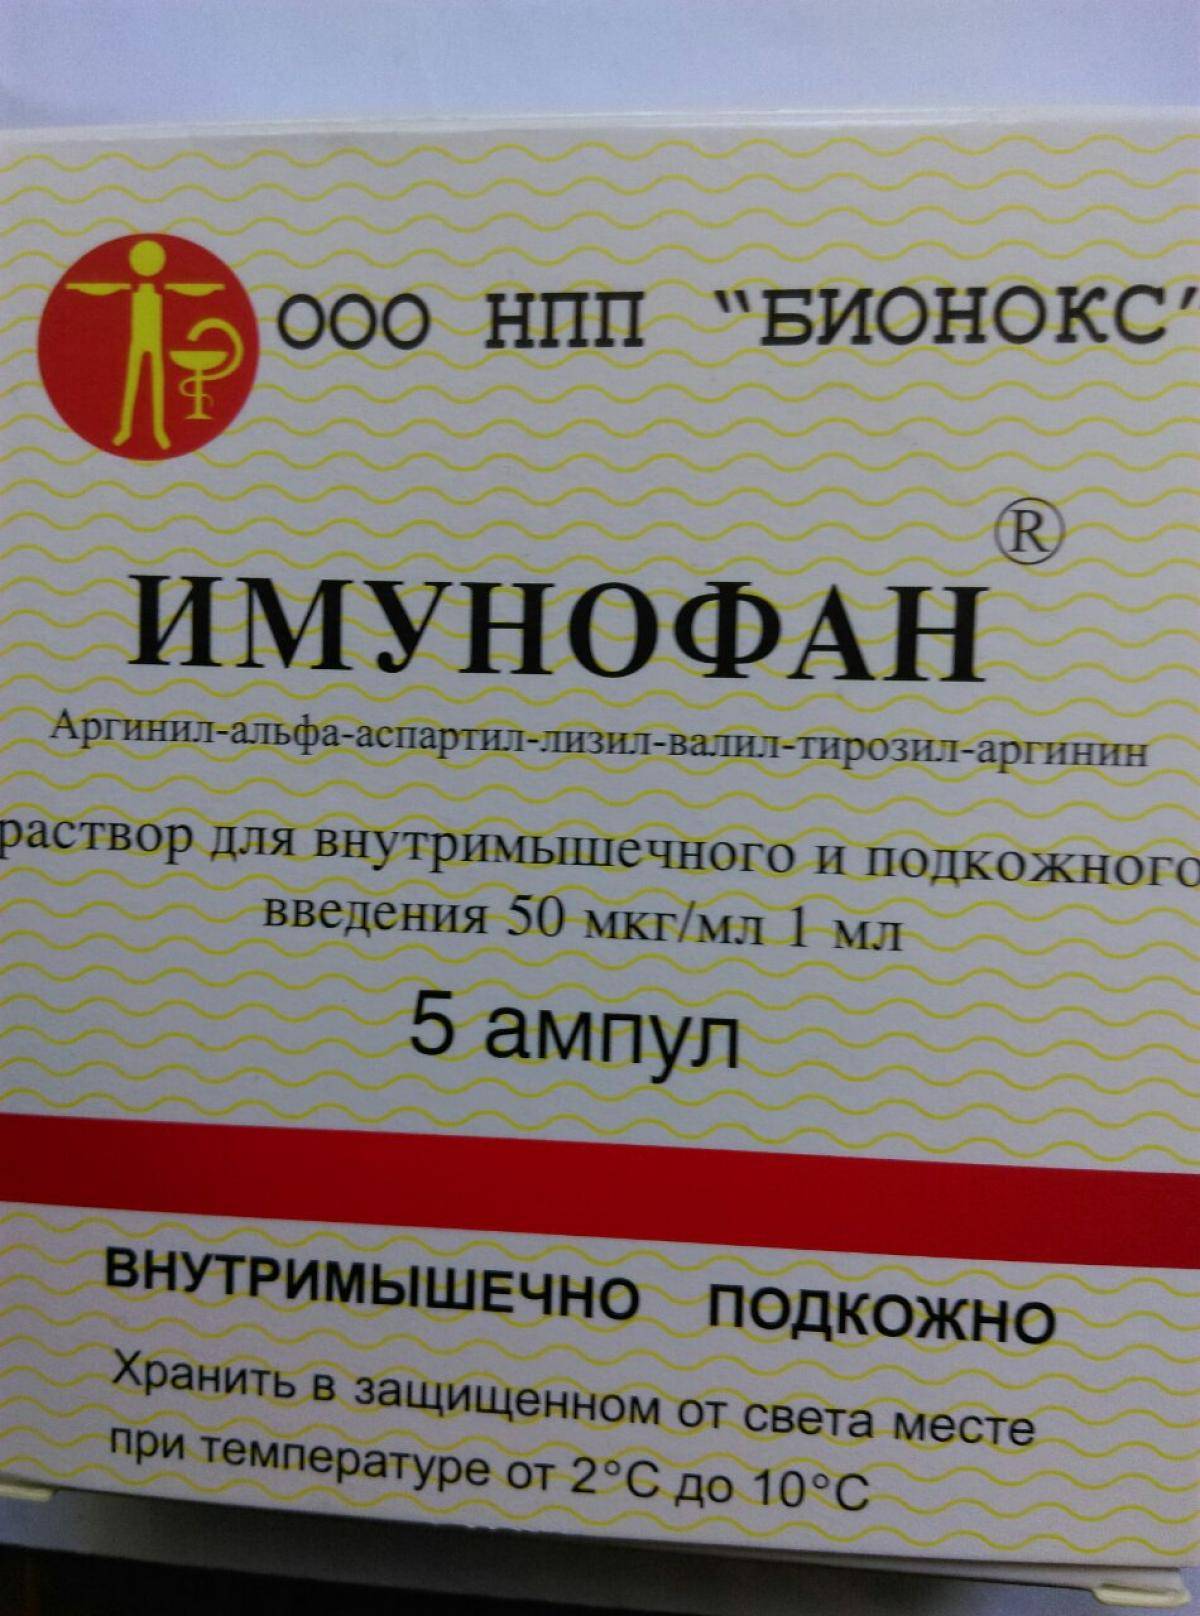 ООО НПП "БИОНОКС"
®
ИМУНОФАН
Аргинил-альфа-аспартил-лизил-валил-тирозил-аргинин
раствор для внутримышечного и подкожного
введения 50 мкг/мл 1 мл
5 ампул
ВНУТРИМЫШЕЧНО ПОДКОЖНО
Хранить в защищенном от света месте
при температуре от 2°С до 10°С